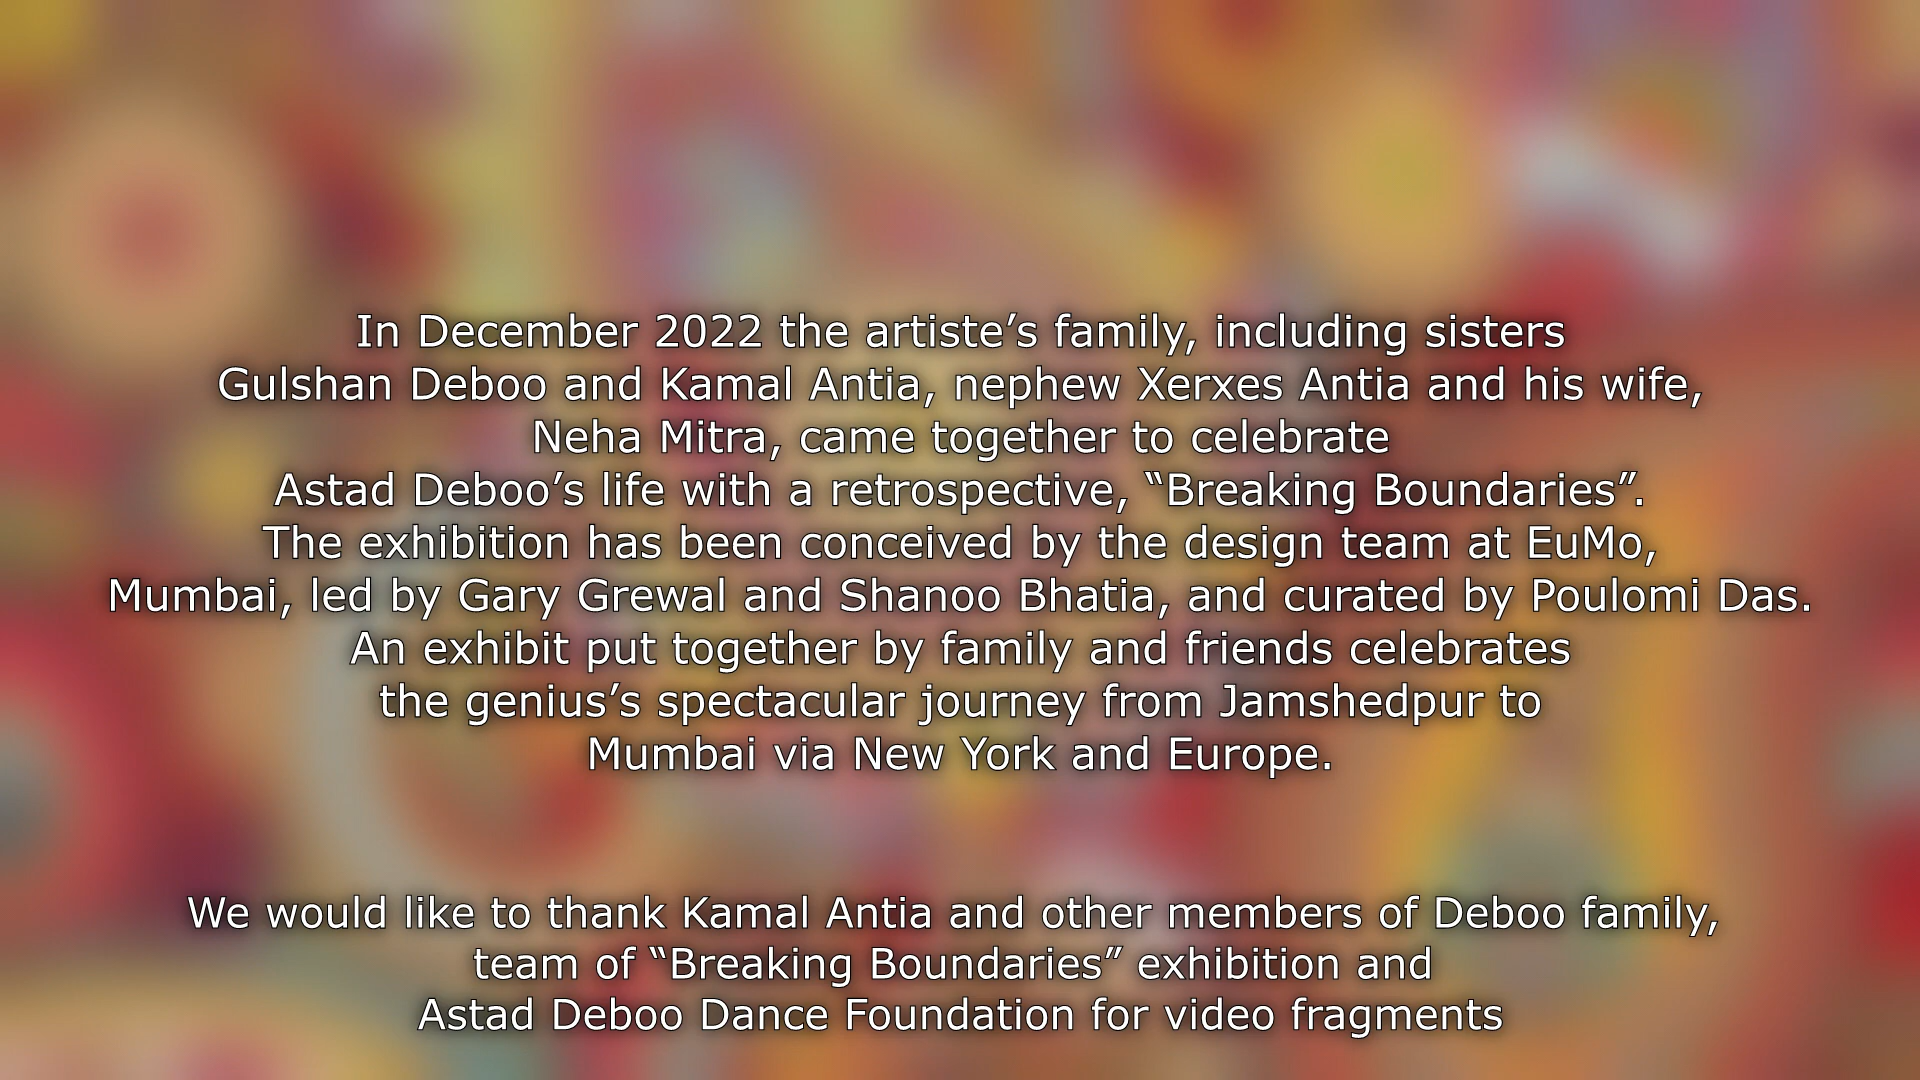 In December 2022 the artiste’s family, including sisters
Gulshan Deboo and Kamal Antia, nephew Xerxes Antia and his wife,
Neha Mitra, came together to celebrate
Astad Deboo’s life with a retrospective, “Breaking Boundaries”.
The exhibition has been conceived by the design team at EuMo,
Mumbai, led by Gary Grewal and Shanoo Bhatia, and curated by Poulomi Das.
An exhibit put together by family and friends celebrates
the genius’s spectacular journey from Jamshedpur to
Mumbai via New York and Europe.
We would like to thank Kamal Antia and other members of Deboo family,
team of “Breaking Boundaries” exhibition and
Astad Deboo Dance Foundation for video fragments